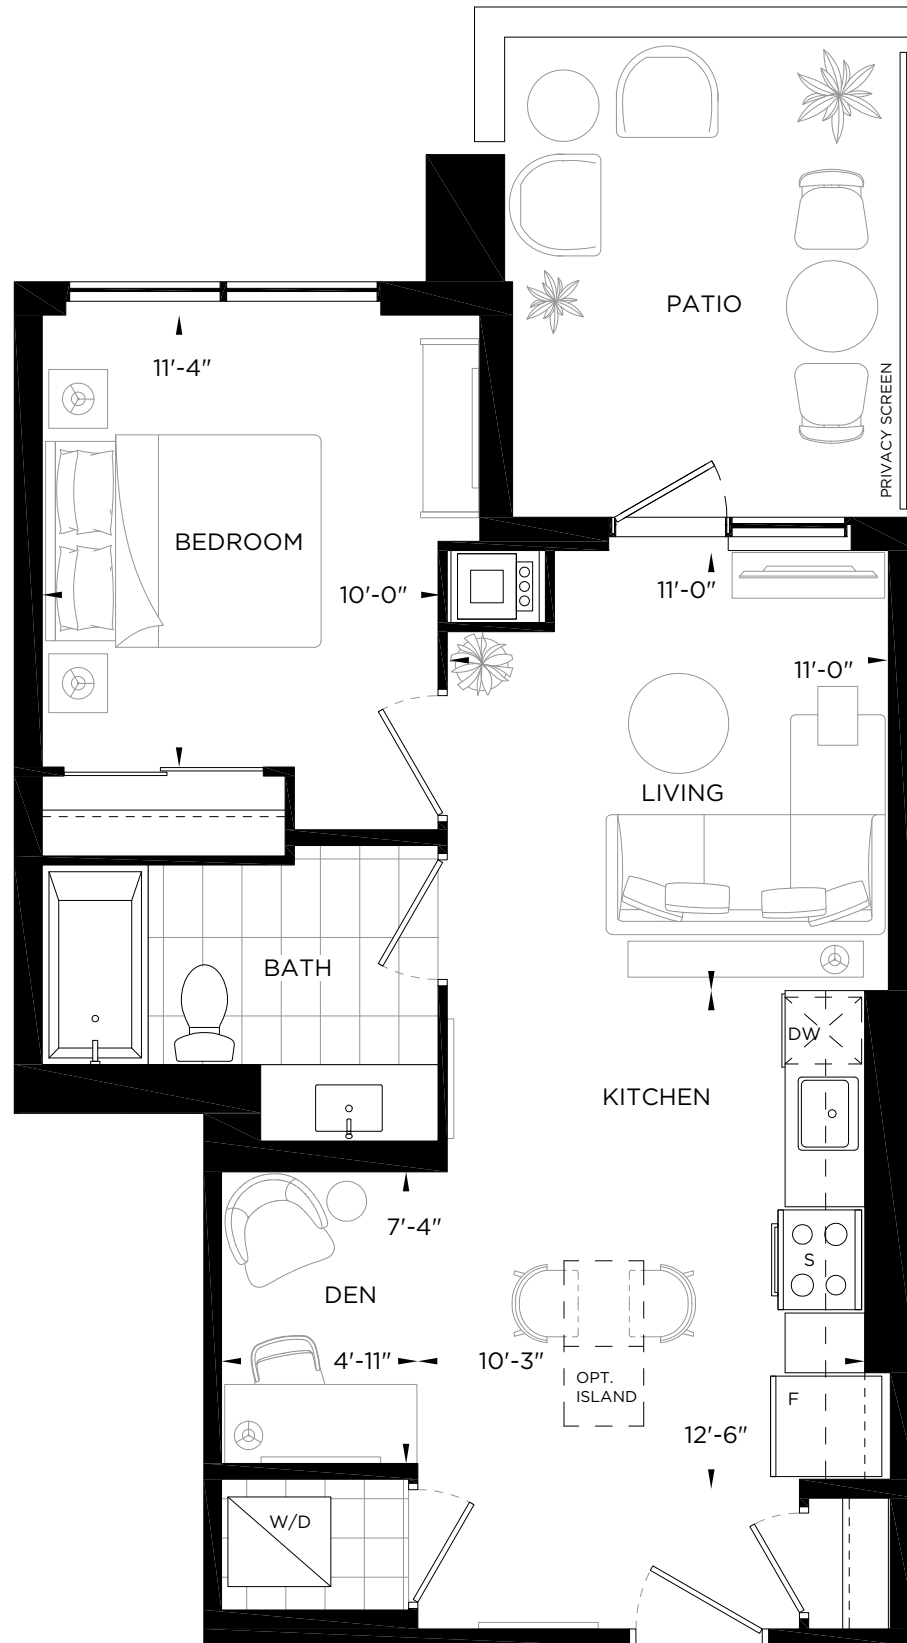 PATIO
PRIVACY SCREEN
11'-4"
BEDROOM
10'-0"
11'-0"
11'-0"
LIVING
BATH
DW
KITCHEN
7'-4"
S
DEN
4'-11"
10'-3"
OPT.
ISLAND
F
12'-6"
W/D